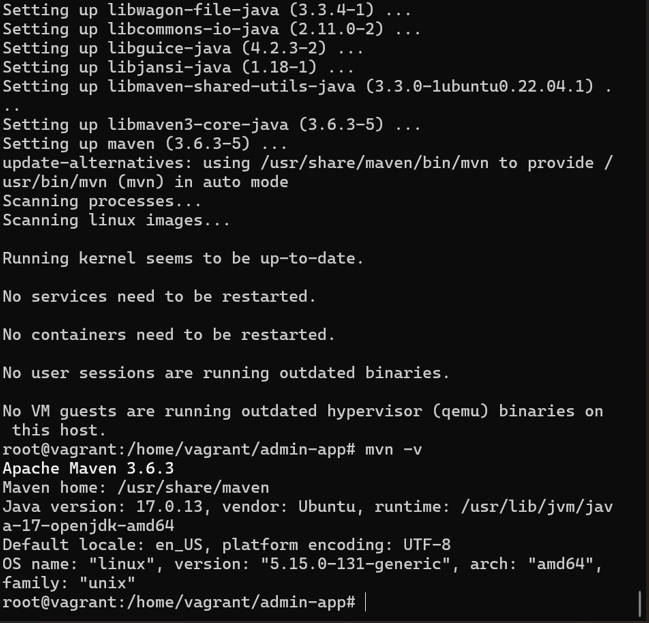 Setting up libwagon-file-java (3.3.4-1) ...
Setting up libcommons-io-java (2.11.0-2) ...
Setting up libguice-java (4.2.3-2) ...
Setting up libjansi-java (1.18-1) ...
Setting up libmaven-shared-utils-java (3.3.0-1ubuntu0.22.04.1) .
..
Setting up libmaven3-core-java (3.6.3-5) ...
Setting up maven (3.6.3-5) ...
update-alternatives: using /usr/share/maven/bin/mvn to provide /
usr/bin/mvn (mvn) in auto mode
Scanning processes...
Scanning linux images...
Running kernel seems to be up-to-date.
No services need to be restarted.
No containers need to be restarted.
No user sessions are running outdated binaries.
No VM guests are running outdated hypervisor (qemu) binaries on
 this host.
root@vagrant:/home/vagrant/admin-app# mvn -v
Apache Maven 3.6.3
Maven home: /usr/share/maven
Java version: 17.0.13, vendor: Ubuntu, runtime: /usr/lib/jvm/jav
a-17-openjdk-amd64
Default locale: en_US, platform encoding: UTF-8
OS name: "linux", version: "5.15.0-131-generic", arch: "amd64",
family: "unix"
root@vagrant:/home/vagrant/admin-app#